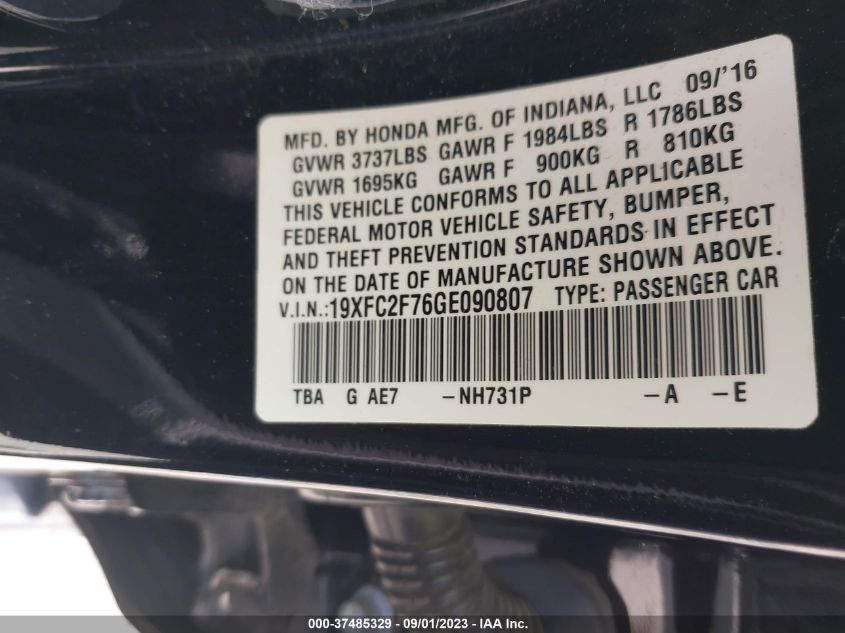 MFD. BY HONDA MFG. OF INDIANA, LLC 09/'16
GVWR 3737LBS GAWR F 1984LBS R 1786LBS
GVWR 1695KG GAWR F 900KG R 810KG
THIS VEHICLE CONFORMS TO ALL APPLICABLE
FEDERAL MOTOR VEHICLE SAFETY, BUMPER,
AND THEFT PREVENTION STANDARDS IN EFFECT
ON THE DATE OF MANUFACTURE SHOWN ABOVE.
V.I.N.:19XFC2F76GE090807 TYPE: PASSENGER CAR
TBA G AE7 -NH731P -A -E
000-37485329 - 09/01/2023 - IAA Inc.